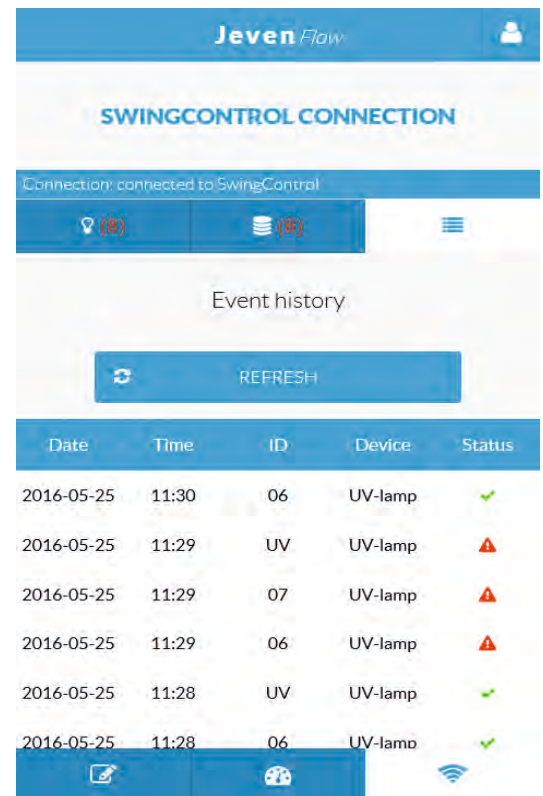 Jeven Flow
SWINGCONTROL CONNECTION
Connection: connected to SwingControl
(8) (8)
Event history
REFRESH
Date Time ID Device Status
2016-05-25 11:30 06 UV-lamp
2016-05-25 11:29 UV UV-lamp
2016-05-25 11:29 07 UV-lamp
2016-05-25 11:29 06 UV-lamp
2016-05-25 11:28 UV UV-lamp
2016-05-25 11:28 06 UV-lamp